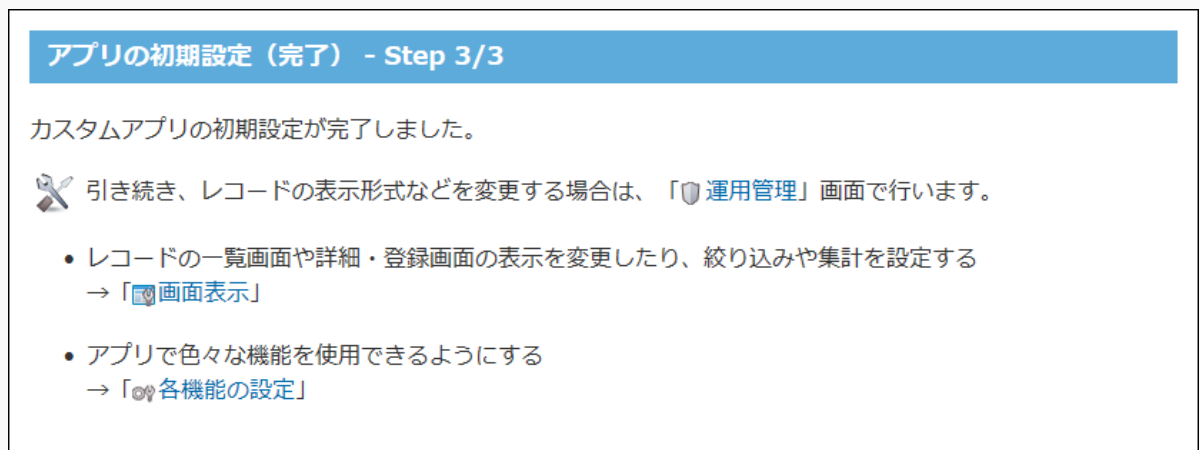 アプリの初期設定（完了） - Step 3/3
カスタムアプリの初期設定が完了しました。
引き続き、レコードの表示形式などを変更する場合は、「運用管理」画面で行います。
• レコードの一覧画面や詳細・登録画面の表示を変更したり、絞り込みや集計を設定する
→「画面表示」
• アプリで色々な機能を使用できるようにする
→「各機能の設定」